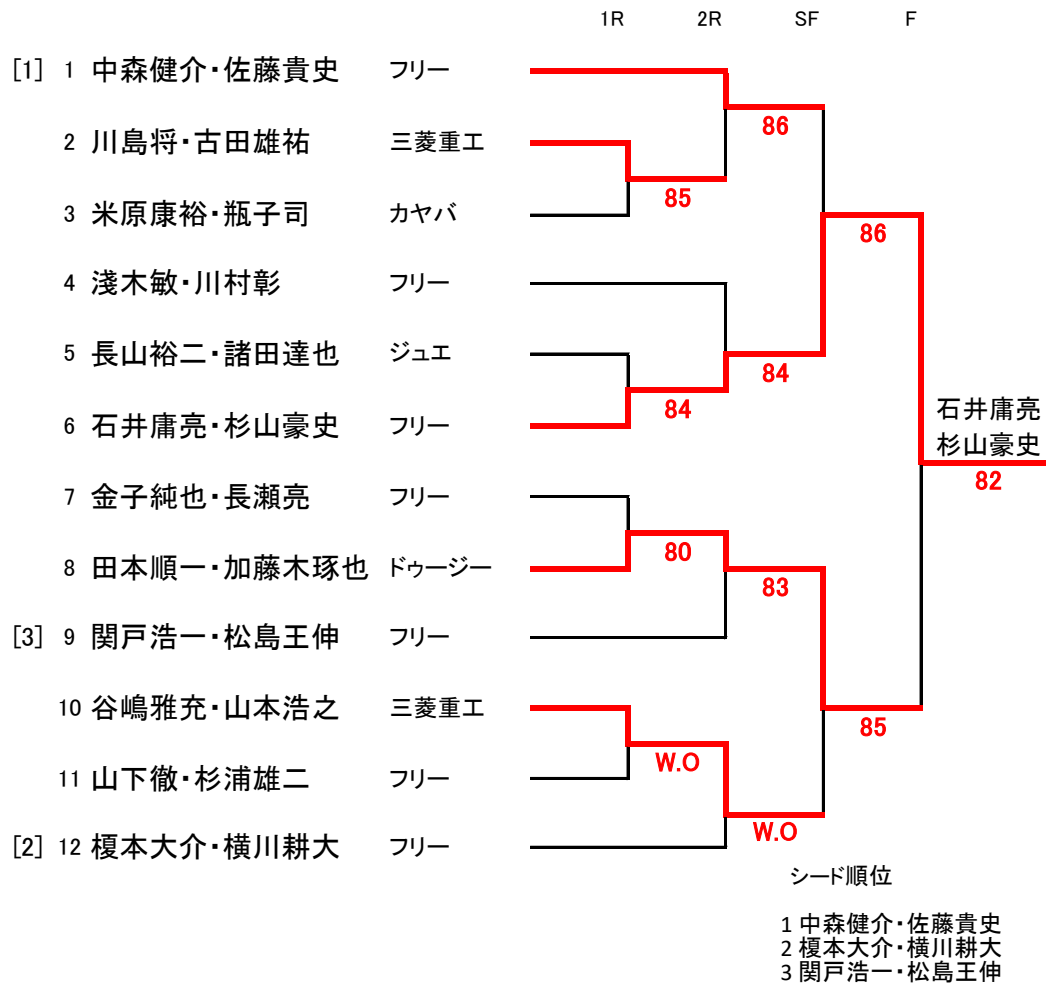 1R 2R SF F
[1] 1 中森健介・佐藤貴史 フリー
86
2 川島将・古田雄祐 三菱重工
85
3 米原康裕・瓶子司 カヤバ
86
4 淺木敏・川村彰 フリー
5 長山裕二・諸田達也 ジュエ
84
84
6 石井庸亮・杉山豪史 フリー
石井庸亮
杉山豪史
82
7 金子純也・長瀬亮 フリー
80
8 田本順一・加藤木琢也 ドゥージー
83
[3] 9 関戸浩一・松島王伸 フリー
10 谷嶋雅充・山本浩之 三菱重工
85
W.O
11 山下徹・杉浦雄二 フリー
W.O
[2] 12 榎本大介・横川耕大 フリー
シード順位
1 中森健介・佐藤貴史
2 榎本大介・横川耕大
3 関戸浩一・松島王伸